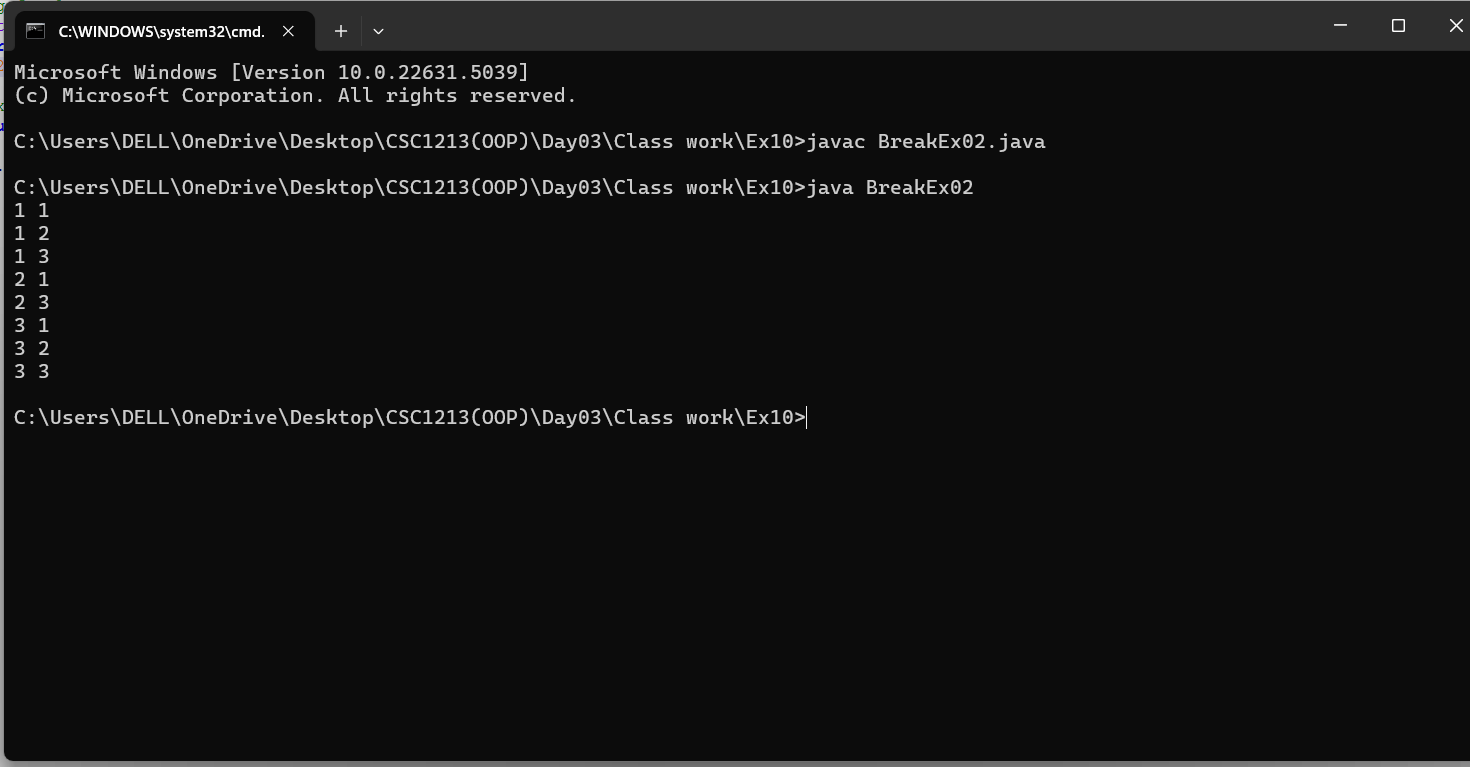 C:\WINDOWS\system32\cmd.
Microsoft Windows [Version 10.0.22631.5039]
(c) Microsoft Corporation. All rights reserved.
C:\Users\DELL\OneDrive\Desktop\CSC1213(OOP)\Day03\Class work\Ex10>javac BreakEx02.java
C:\Users\DELL\OneDrive\Desktop\CSC1213(OOP)\Day03\Class work\Ex10>java BreakEx02
1 1
1 2
1 3
2 1
2 3
3 1
3 2
3 3
C:\Users\DELL\OneDrive\Desktop\CSC1213(OOP)\Day03\Class work\Ex10>